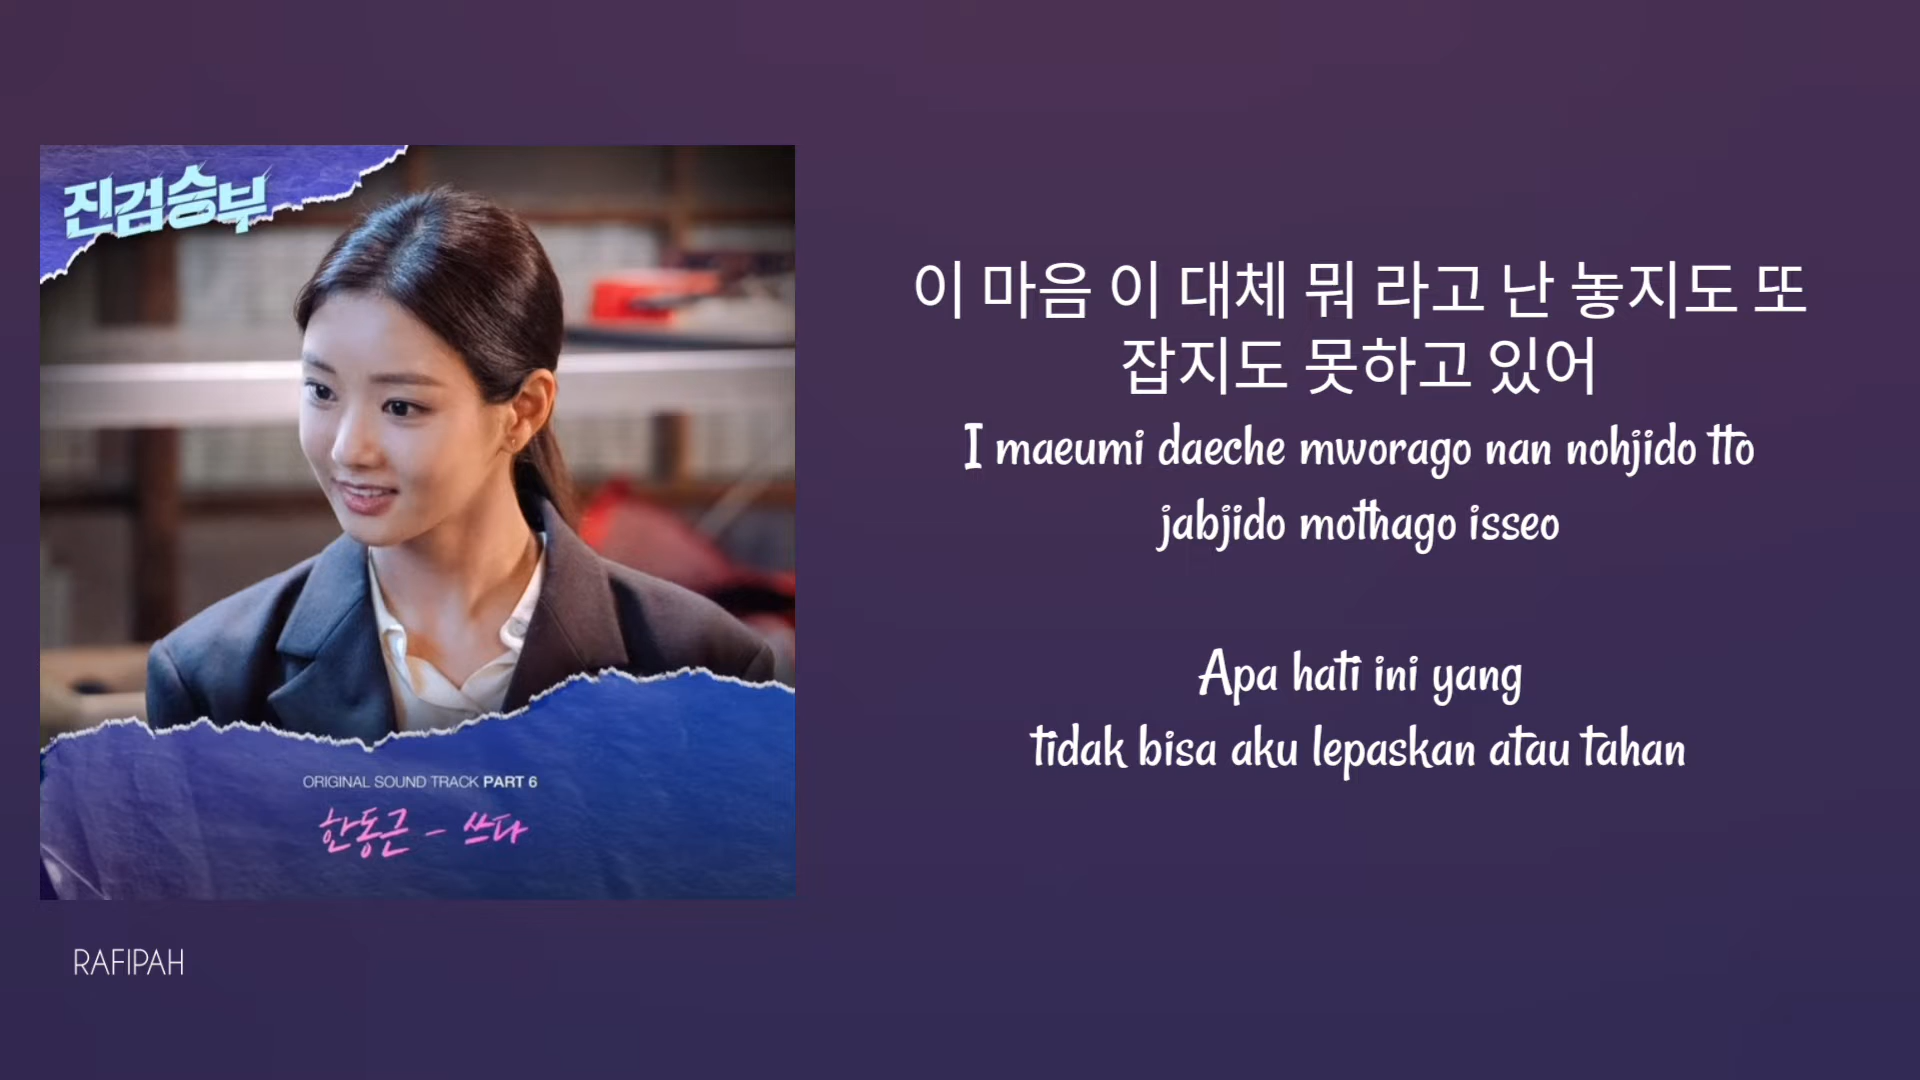 진검승부
ORIGINAL SOUND TRACK PART 6
한동근 - 쓰다
RAFIPAH
이 마음 이 대체 뭐 라고 난 놓지도 또
잡지도 못하고 있어
I maeumi daeche mworago nan nohjido tto
jabjido mothago isseo
Apa hati ini yang
tidak bisa aku lepaskan atau tahan